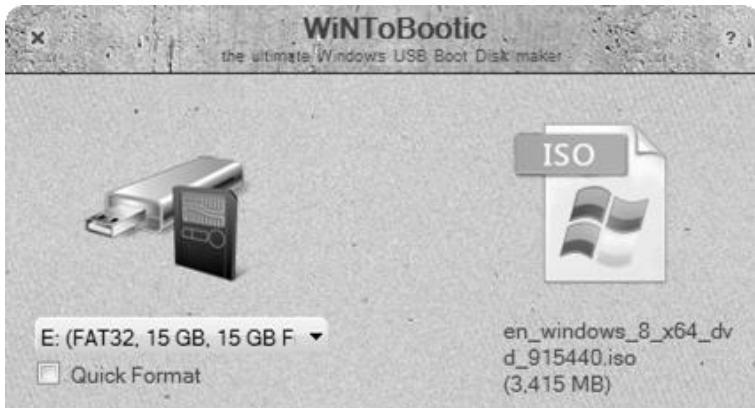 WiNToBootic
the ultimate Windows USB Boot Disk maker
?
ISO
E: (FAT32, 15 GB, 15 GB F
Quick Format
en_windows_8_x64_dv
d_915440.iso
(3,415 MB)